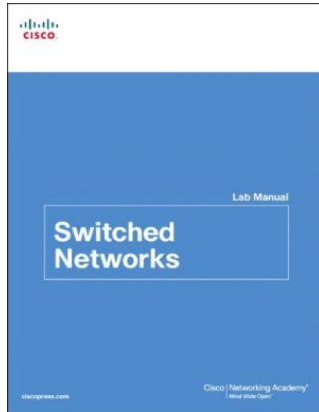 CISCO.
Lab Manual
Switched
Networks
Cisco | Networking Academy®
Mind Wide Open®
ciscopress.com